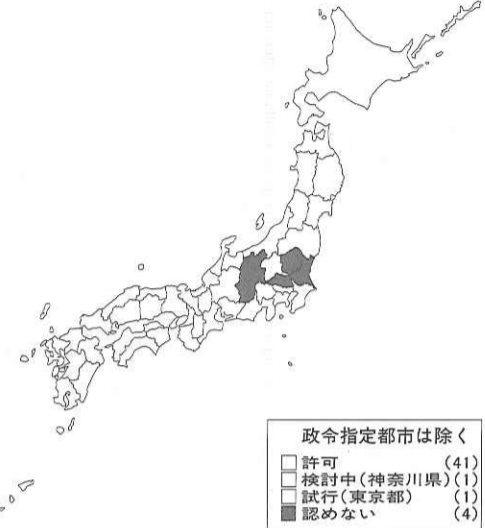 政令指定都市は除く
許可 (41)
検討中(神奈川県)(1)
試行(東京都) (1)
認めない (4)